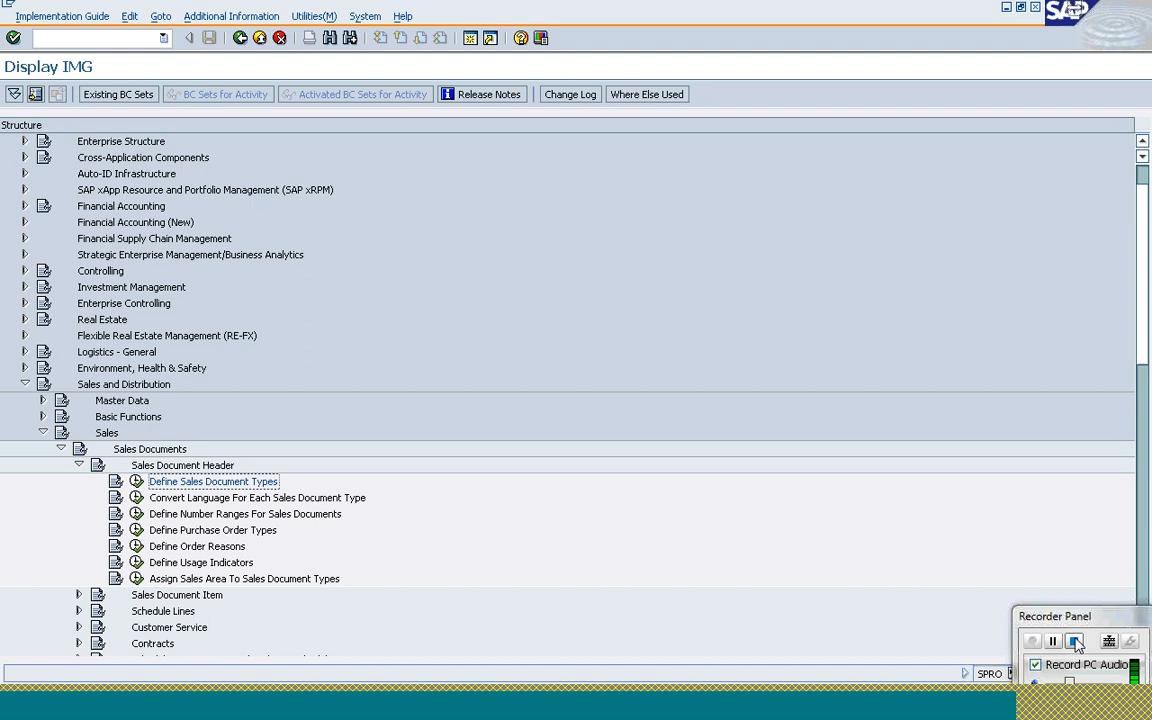 Implementation Guide Edit Goto Additional Information Utilities(M) System Help
SAP
Display IMG
Existing BC Sets BC Sets for Activity Activated BC Sets for Activity Release Notes Change Log Where Else Used
Structure
Enterprise Structure
Cross-Application Components
Auto-ID Infrastructure
SAP xApp Resource and Portfolio Management (SAP xRPM)
Financial Accounting
Financial Accounting (New)
Financial Supply Chain Management
Strategic Enterprise Management/Business Analytics
Controlling
Investment Management
Enterprise Controlling
Real Estate
Flexible Real Estate Management (RE-FX)
Logistics - General
Environment, Health & Safety
Sales and Distribution
Master Data
Basic Functions
Sales
Sales Documents
Sales Document Header
Define Sales Document Types
Convert Language For Each Sales Document Type
Define Number Ranges For Sales Documents
Define Purchase Order Types
Define Order Reasons
Define Usage Indicators
Assign Sales Area To Sales Document Types
Sales Document Item
Schedule Lines
Customer Service
Contracts
Recorder Panel
Record PC Audio
SPRO